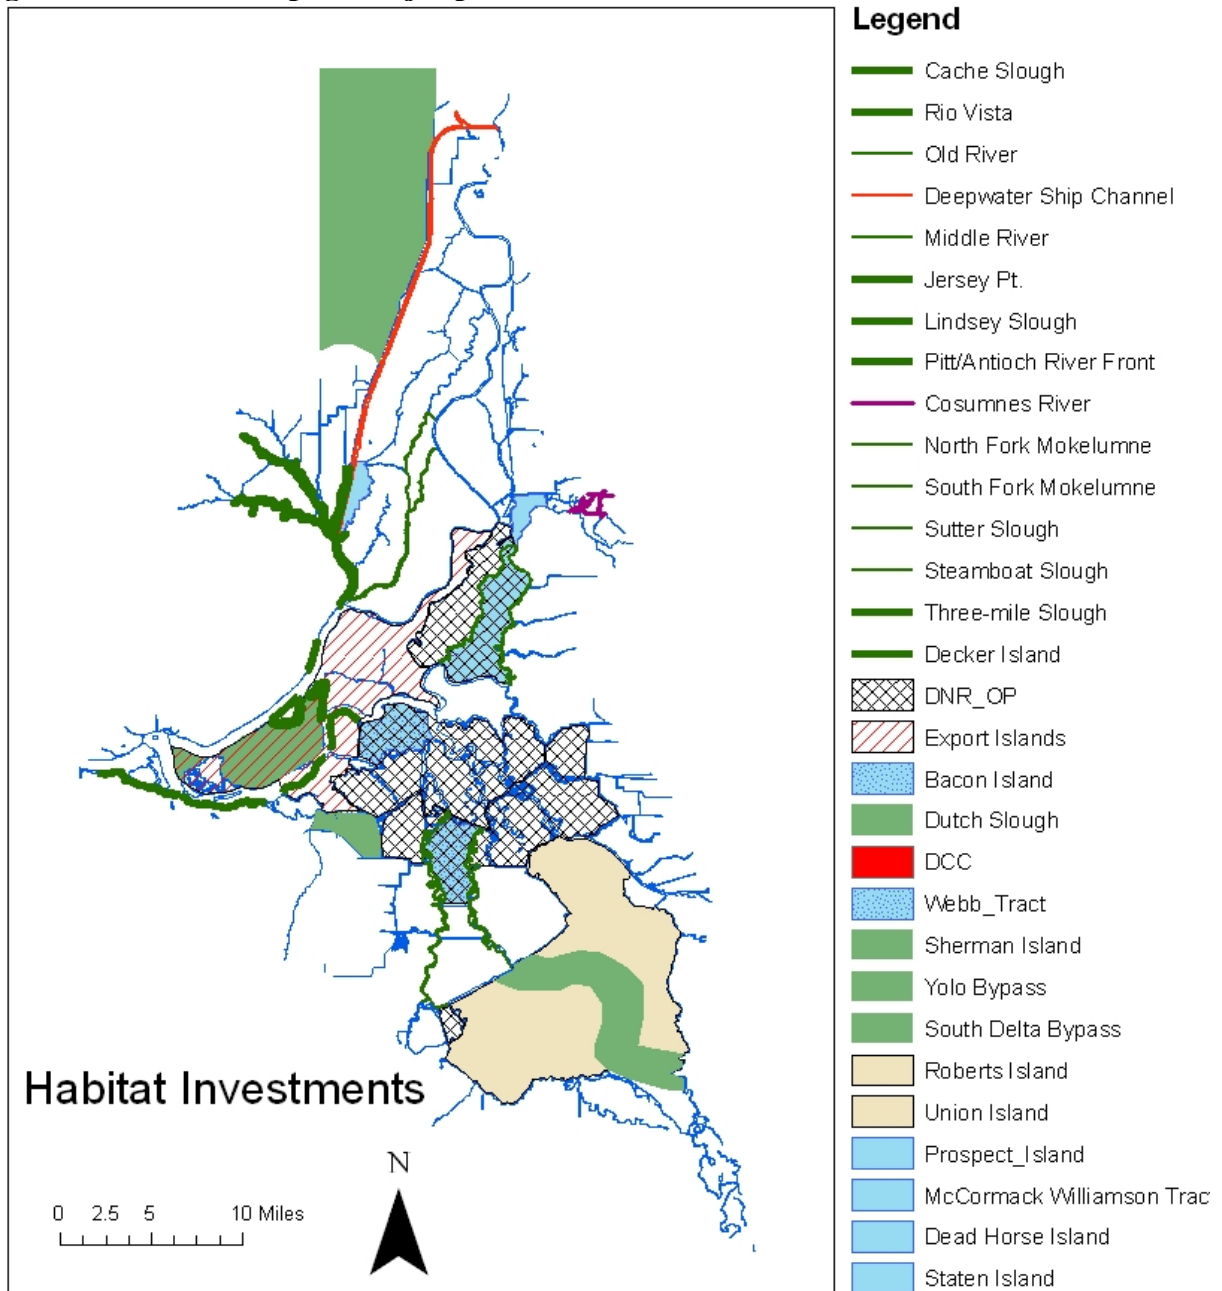 Legend
Cache Slough
Rio Vista
Old River
Deepwater Ship Channel
Middle River
Jersey Pt.
Lindsey Slough
Pitt/Antioch River Front
Cosumnes River
North Fork Mokelumne
South Fork Mokelumne
Sutter Slough
Steamboat Slough
Three-mile Slough
Decker Island
DNR_OP
Export Islands
Bacon Island
Dutch Slough
DCC
Webb_Tract
Sherman Island
Yolo Bypass
South Delta Bypass
Roberts Island
Union Island
Prospect_Island
McCormack Williamson Trac
Dead Horse Island
Staten Island
Habitat Investments
N
0 2.5 5 10 Miles